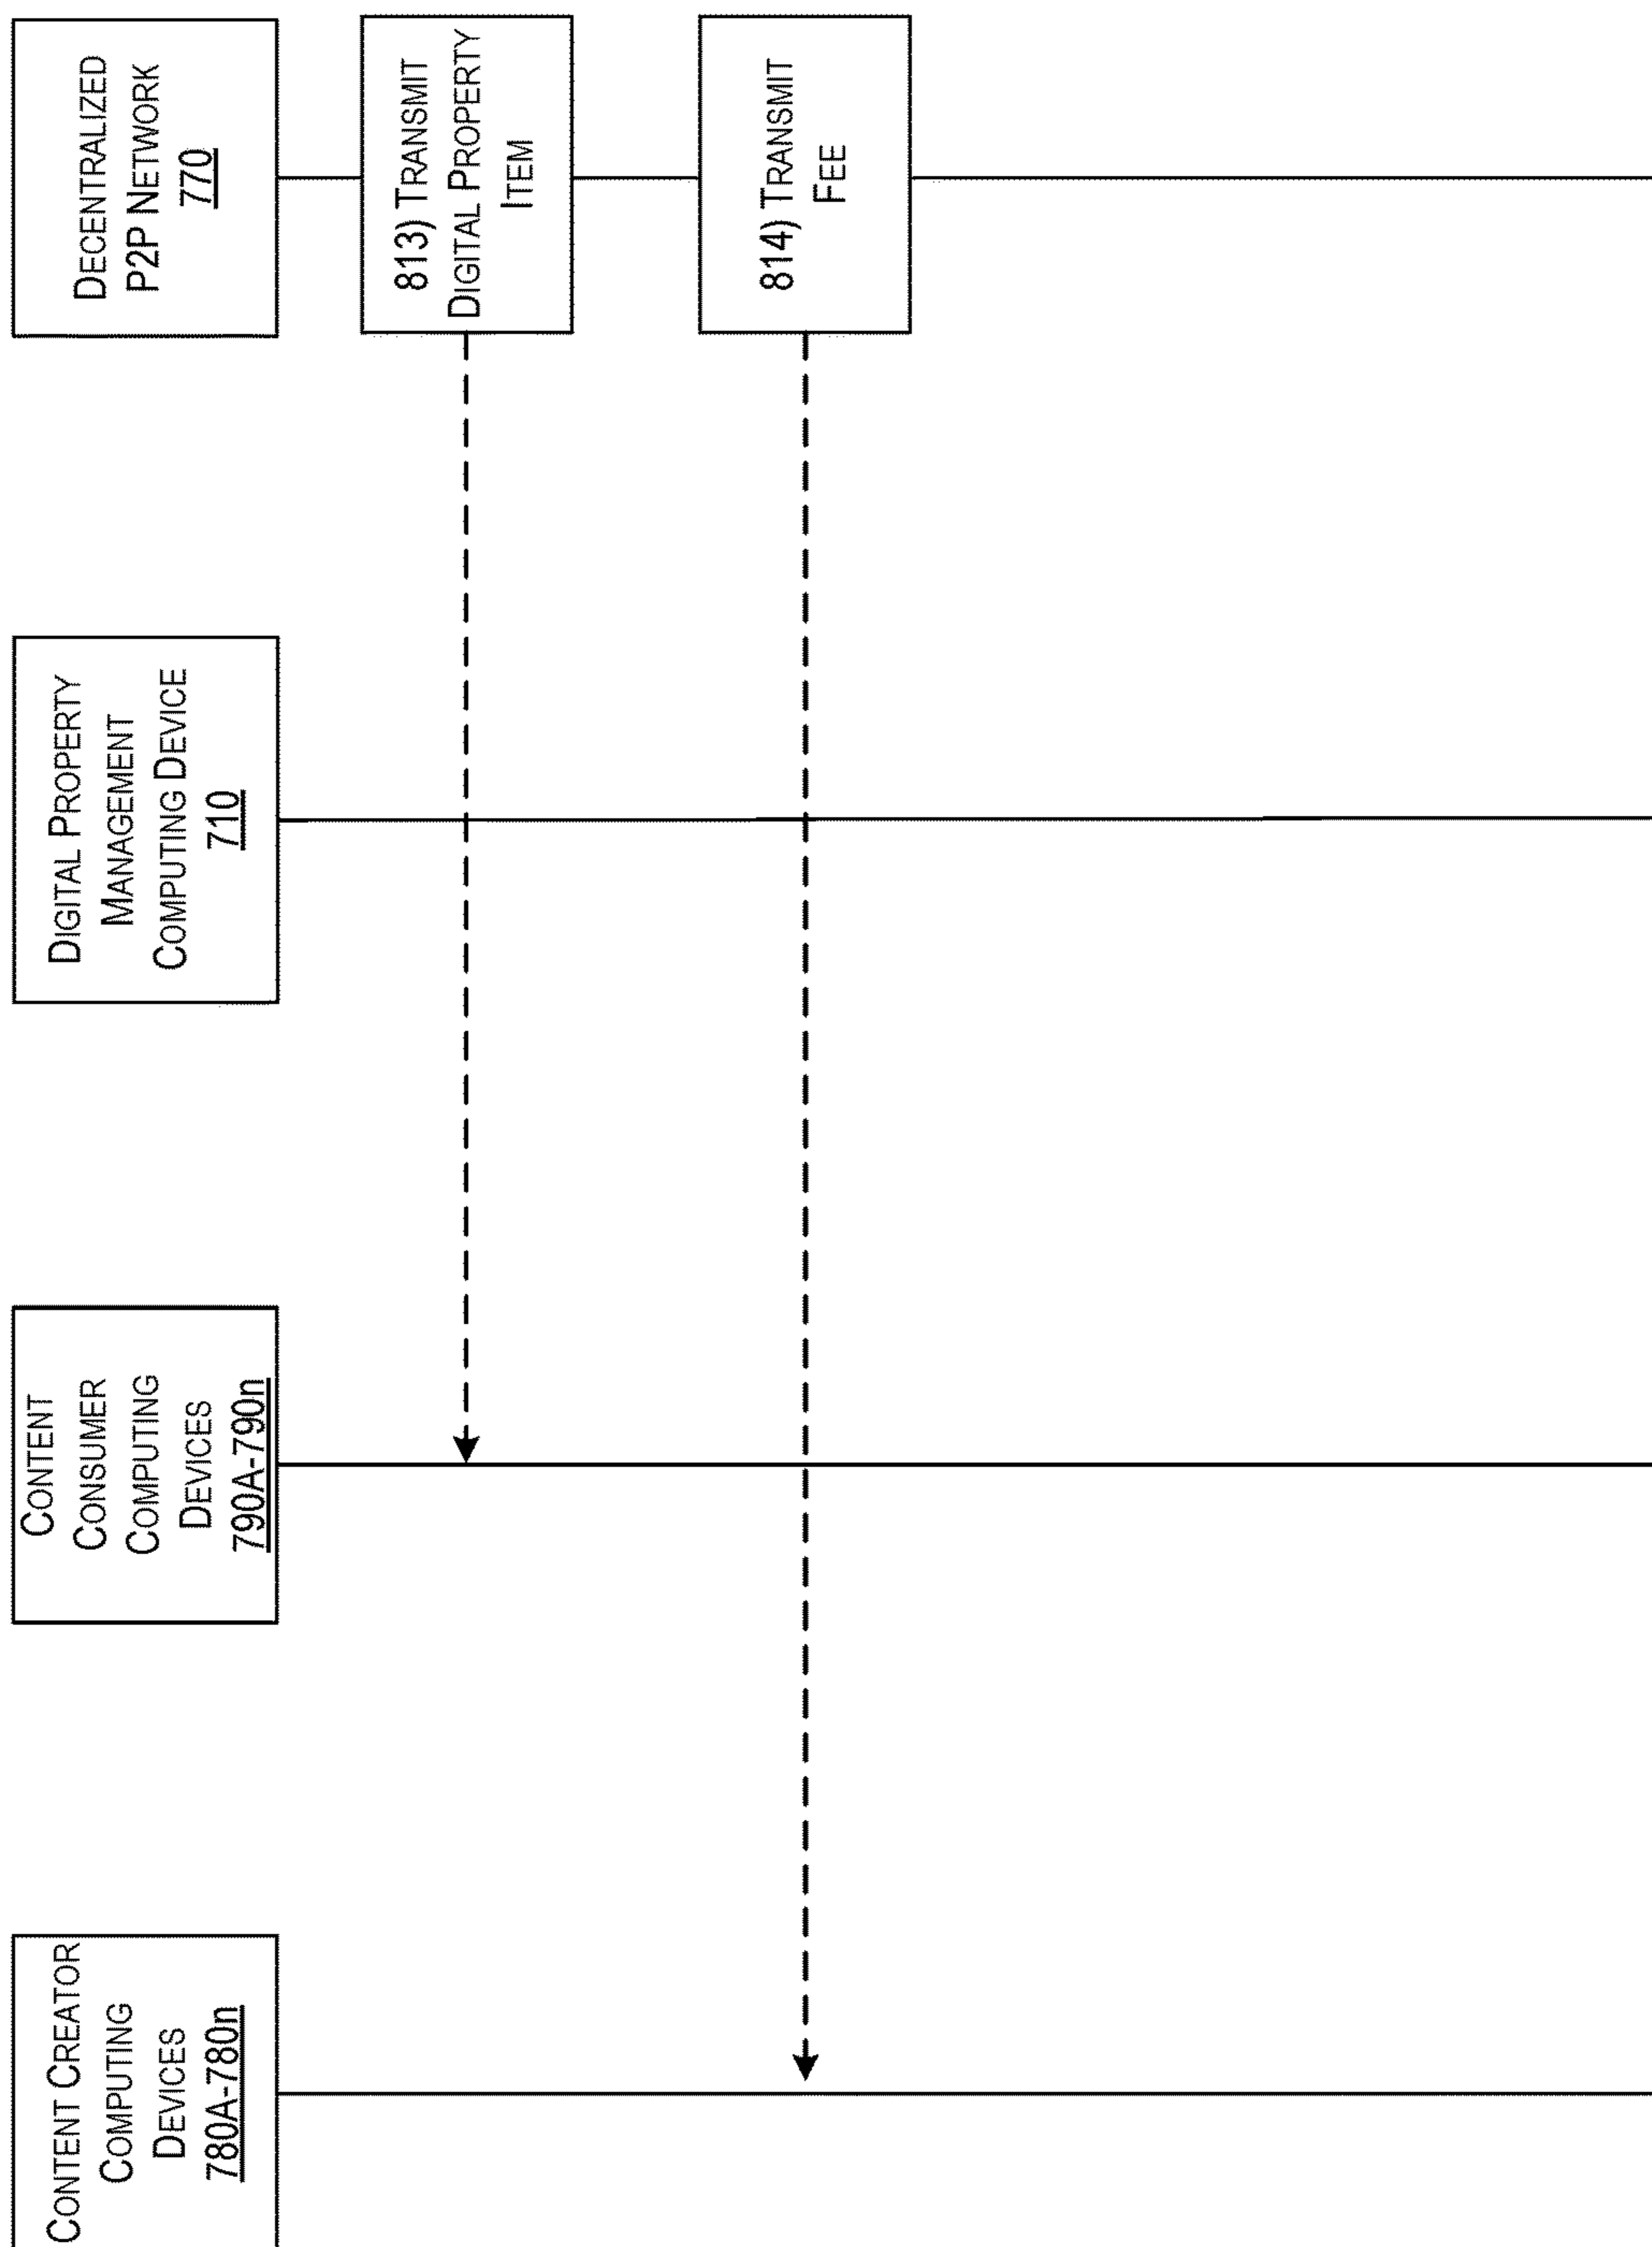 CONTENT CREATOR
COMPUTING
DEVICES
780A-780n
CONTENT
CONSUMER
COMPUTING
DEVICES
790A-790n
DIGITAL PROPERTY
MANAGEMENT
COMPUTING DEVICE
710
DECENTRALIZED
P2P NETWORK
770
813) TRANSMIT
DIGITAL PROPERTY
ITEM
814) TRANSMIT
FEE